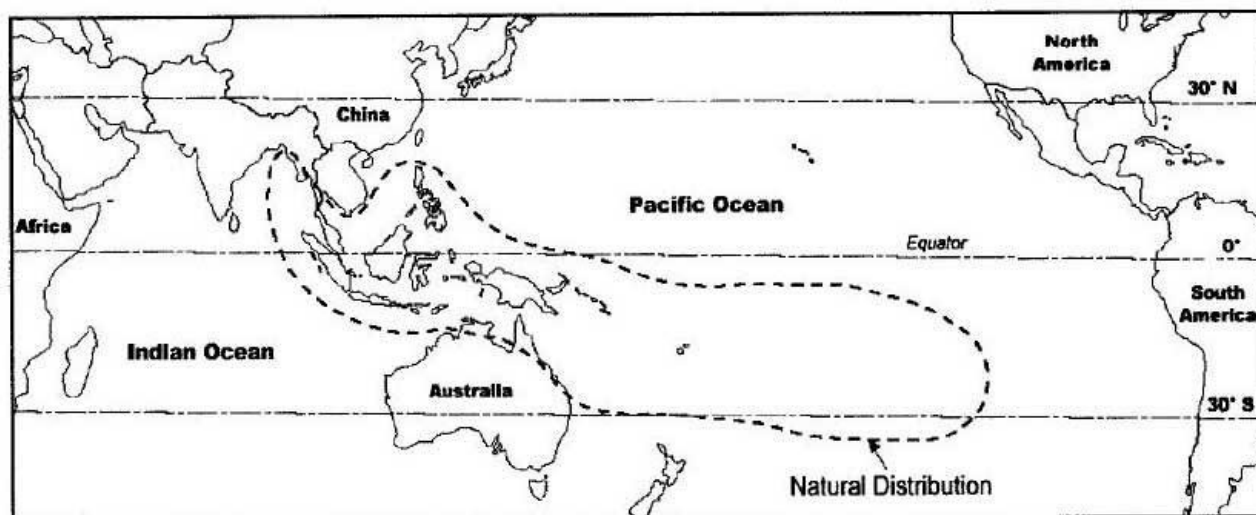 North
America
30° N
China
Pacific Ocean
Africa
Equator
0°
South
America
Indian Ocean
Australia
30° S
Natural Distribution